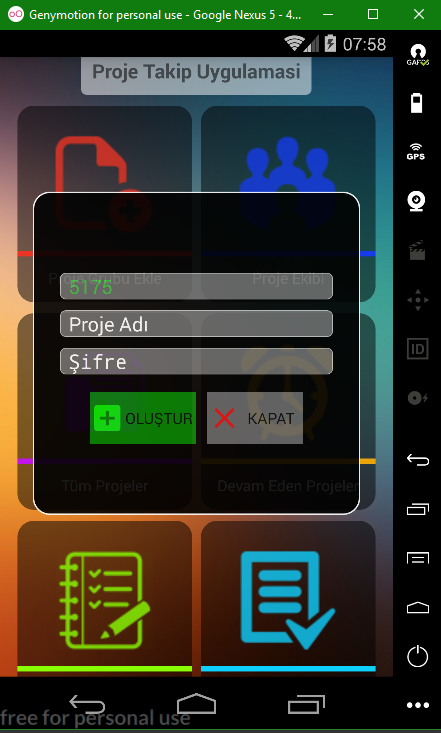 Genymotion for personal use - Google Nexus 5 - 4...
07:58
Proje Takip Uygulamasi
GAPPS
GPS
Proje Grubu Ekle
Proje Ekibi
5175
Proje Adı
Şifre
OLUŞTUR
KAPAT
ID
Tüm Projeler
Devam Eden Projeler
free for personal use